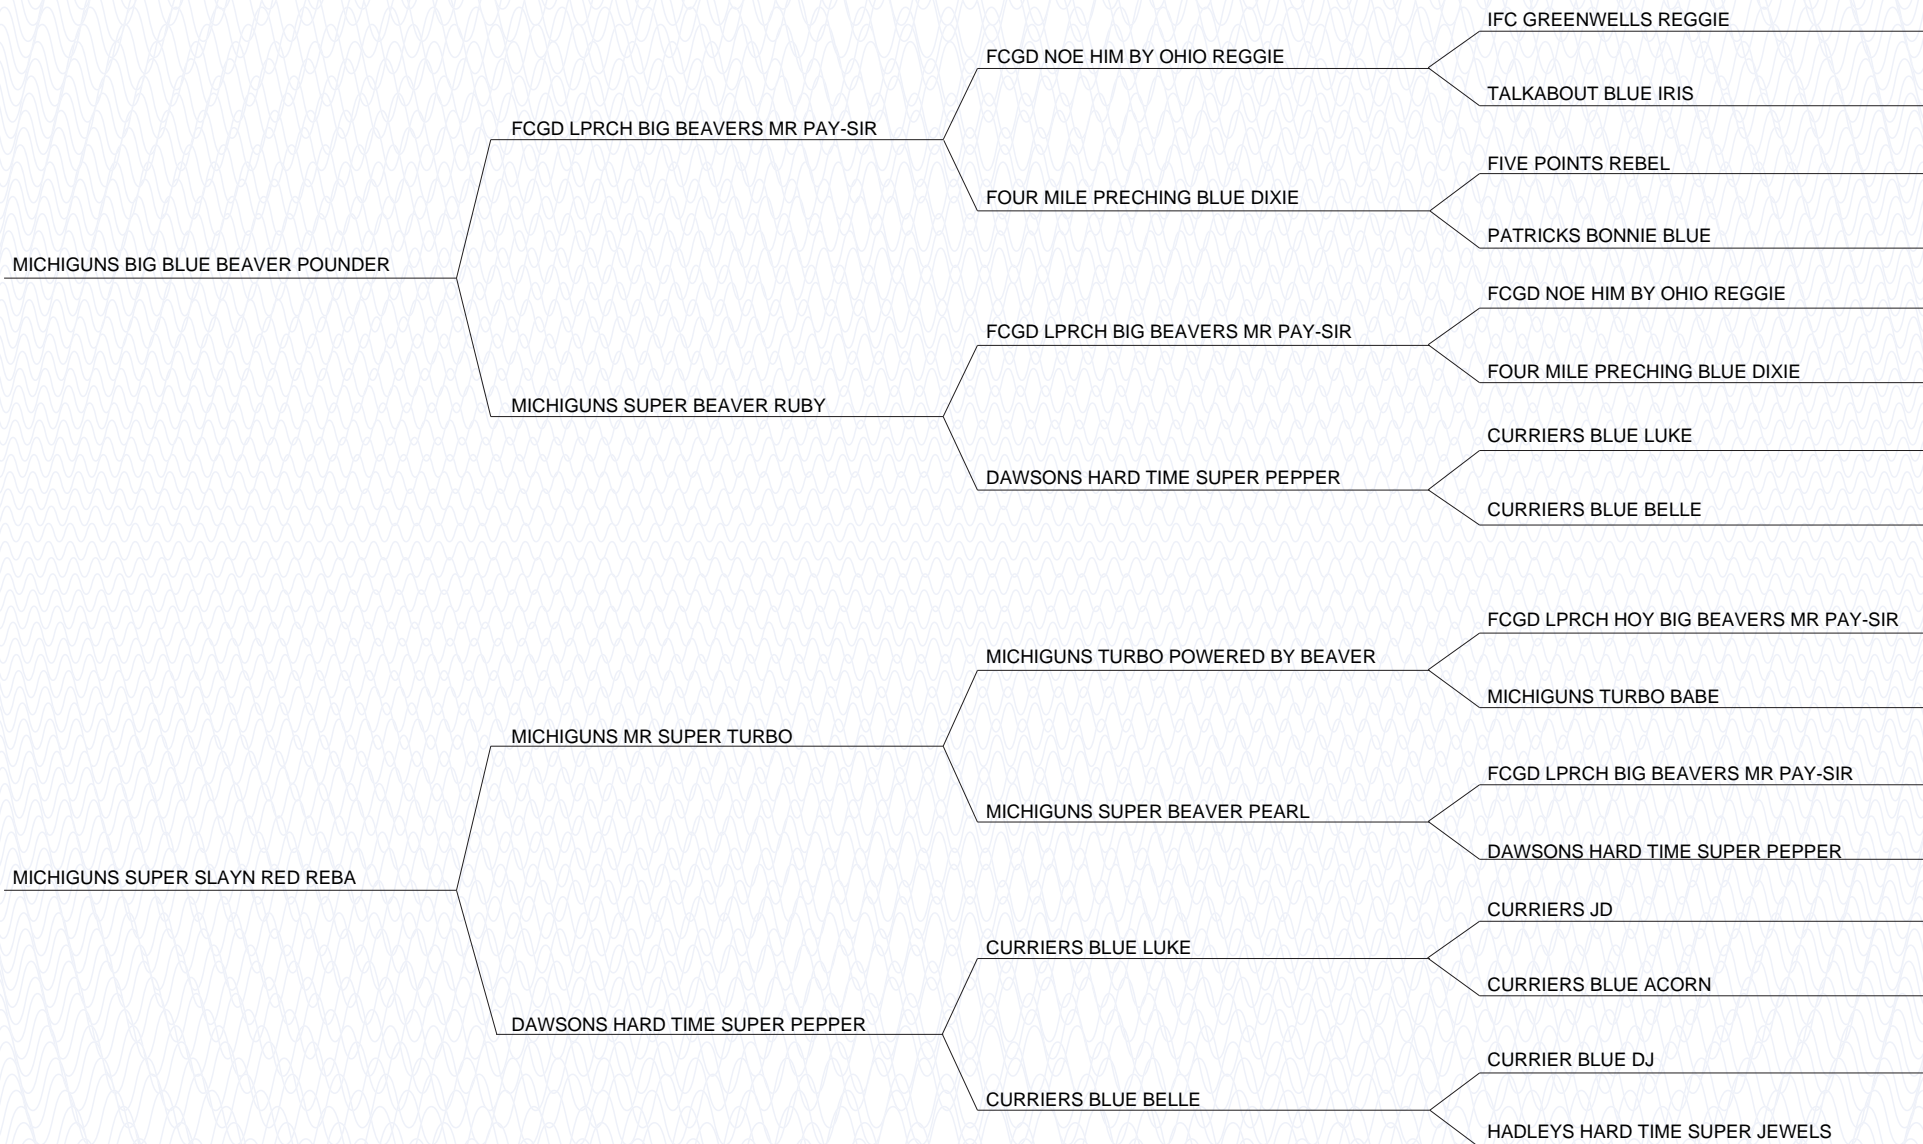 IFC GREENWELLS REGGIE
FCGD NOE HIM BY OHIO REGGIE
TALKABOUT BLUE IRIS
FCGD LPRCH BIG BEAVERS MR PAY-SIR
FIVE POINTS REBEL
FOUR MILE PRECHING BLUE DIXIE
PATRICKS BONNIE BLUE
MICHIGUNS BIG BLUE BEAVER POUNDER
FCGD NOE HIM BY OHIO REGGIE
FCGD LPRCH BIG BEAVERS MR PAY-SIR
FOUR MILE PRECHING BLUE DIXIE
MICHIGUNS SUPER BEAVER RUBY
CURRIERS BLUE LUKE
DAWSONS HARD TIME SUPER PEPPER
CURRIERS BLUE BELLE
FCGD LPRCH HOY BIG BEAVERS MR PAY-SIR
MICHIGUNS TURBO POWERED BY BEAVER
MICHIGUNS TURBO BABE
MICHIGUNS MR SUPER TURBO
FCGD LPRCH BIG BEAVERS MR PAY-SIR
MICHIGUNS SUPER BEAVER PEARL
DAWSONS HARD TIME SUPER PEPPER
MICHIGUNS SUPER SLAYN RED REBA
CURRIERS JD
CURRIERS BLUE LUKE
CURRIERS BLUE ACORN
DAWSONS HARD TIME SUPER PEPPER
CURRIER BLUE DJ
CURRIERS BLUE BELLE
HADLEYS HARD TIME SUPER JEWELS